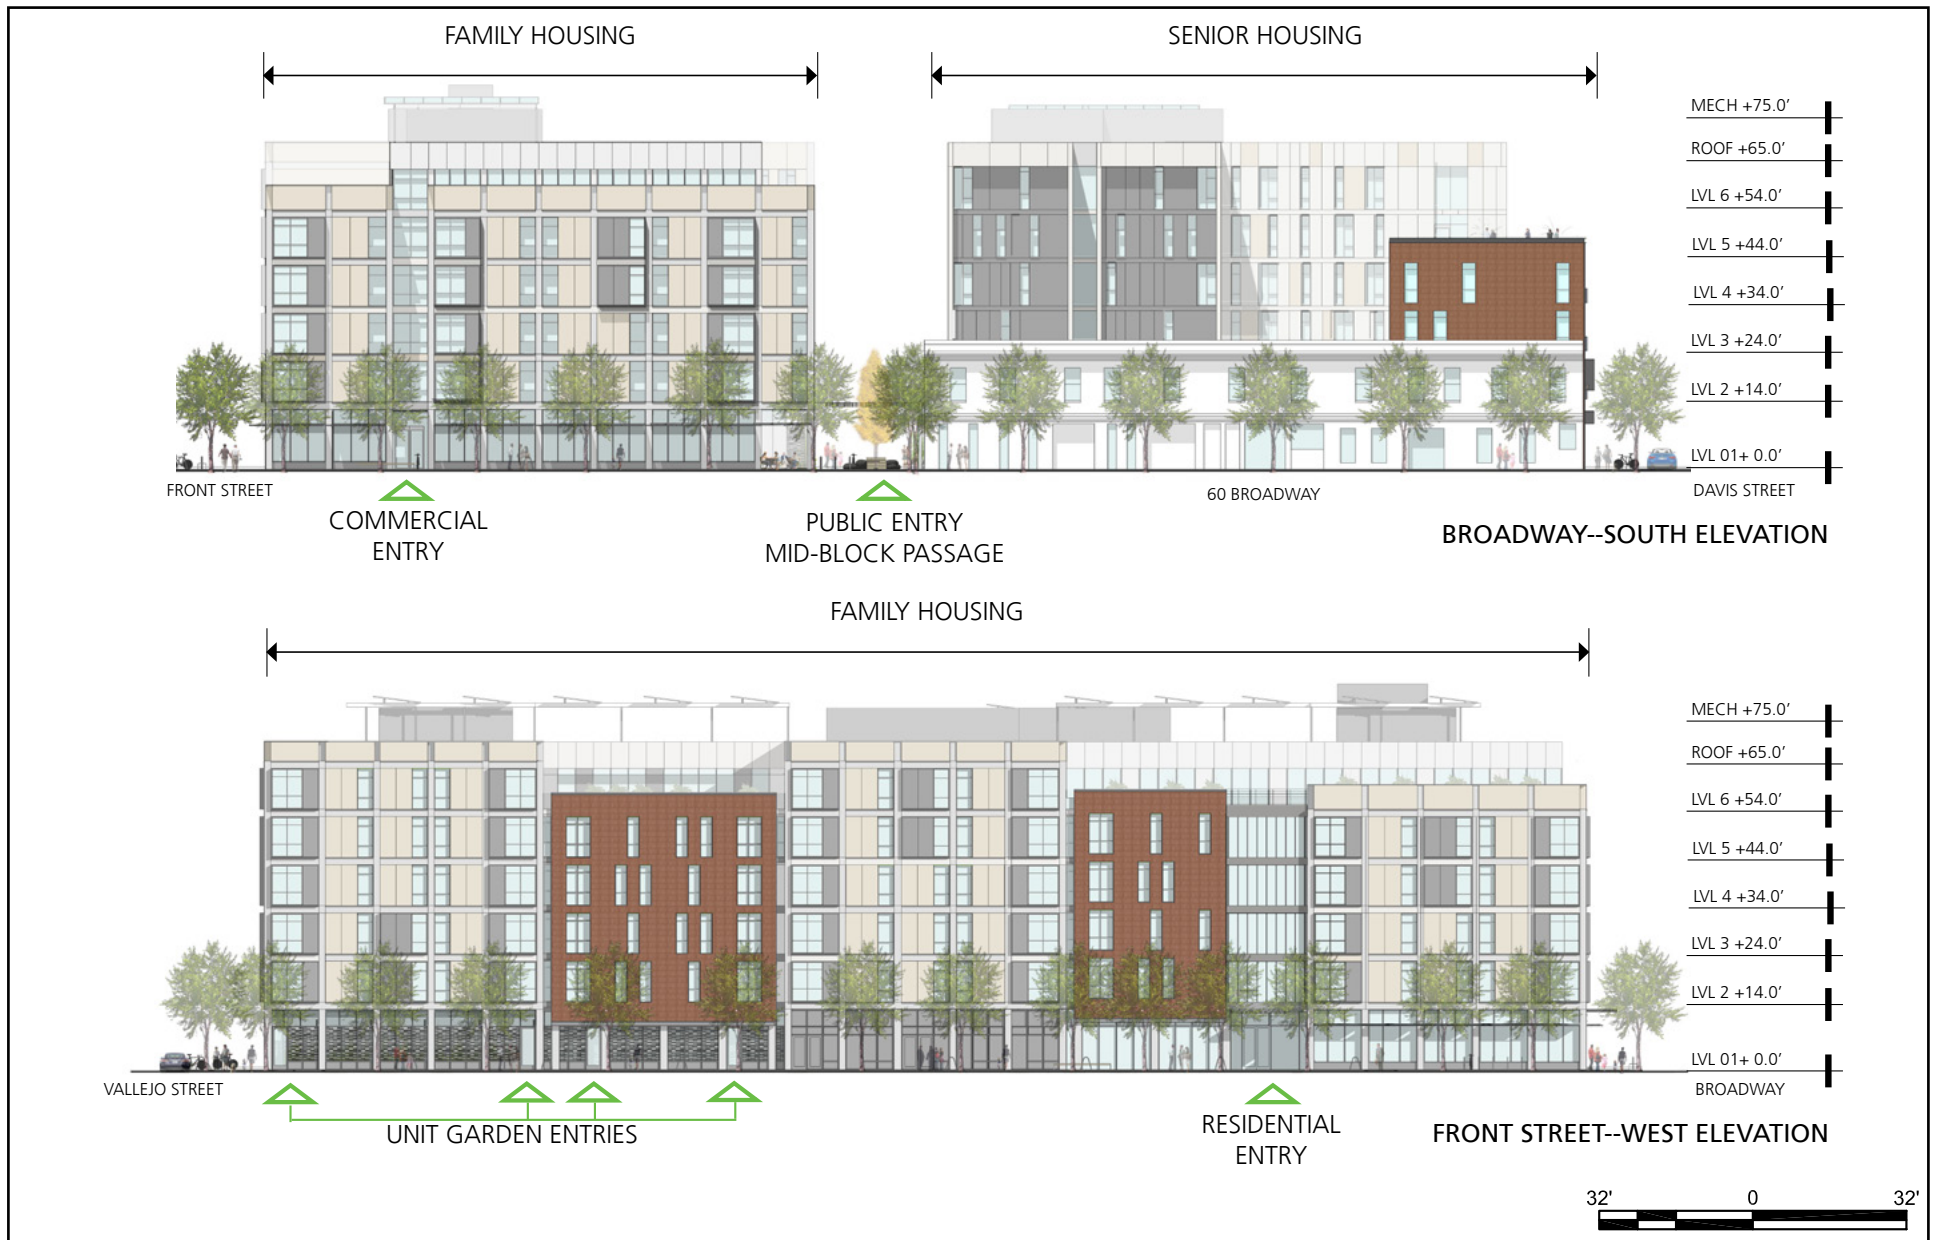 FAMILY HOUSING
SENIOR HOUSING
MECH +75.0'
ROOF +65.0'
LVL 6 +54.0'
LVL 5 +44.0'
LVL 4 +34.0'
LVL 3 +24.0'
LVL 2 +14.0'
LVL 01+ 0.0'
FRONT STREET
60 BROADWAY
DAVIS STREET
COMMERCIAL
ENTRY
PUBLIC ENTRY
MID-BLOCK PASSAGE
BROADWAY--SOUTH ELEVATION
FAMILY HOUSING
MECH +75.0'
ROOF +65.0'
LVL 6 +54.0'
LVL 5 +44.0'
LVL 4 +34.0'
LVL 3 +24.0'
LVL 2 +14.0'
LVL 01+ 0.0'
VALLEJO STREET
BROADWAY
UNIT GARDEN ENTRIES
RESIDENTIAL
ENTRY
FRONT STREET--WEST ELEVATION
32' 0 32'